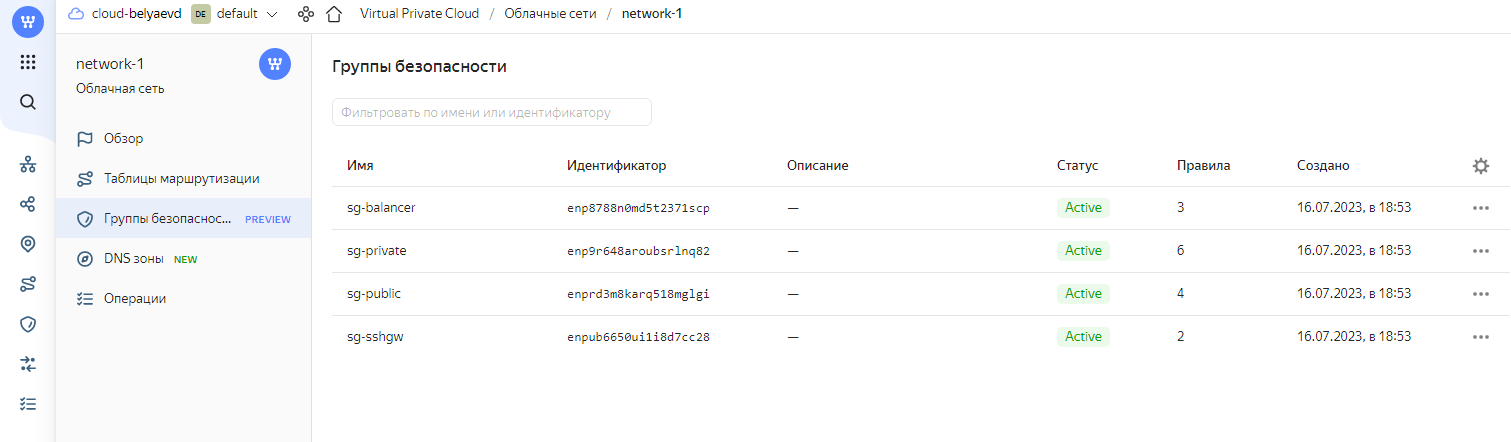 cloud-belyaevd DE default Virtual Private Cloud / Облачные сети / network-1
network-1
Облачная сеть
Обзор
Таблицы маршрутизации
Группы безопаснос... PREVIEW
DNS зоны NEW
Операции
Группы безопасности
Фильтровать по имени или идентификатору
Имя Идентификатор Описание Статус Правила Создано
sg-balancer enp8788n0md5t2371scp — Active 3 16.07.2023, в 18:53
sg-private enp9r648aroubsrlnq82 — Active 6 16.07.2023, в 18:53
sg-public enprd3m8karq518mglgi — Active 4 16.07.2023, в 18:53
sg-sshgw enpub6650ui1i8d7cc28 — Active 2 16.07.2023, в 18:53